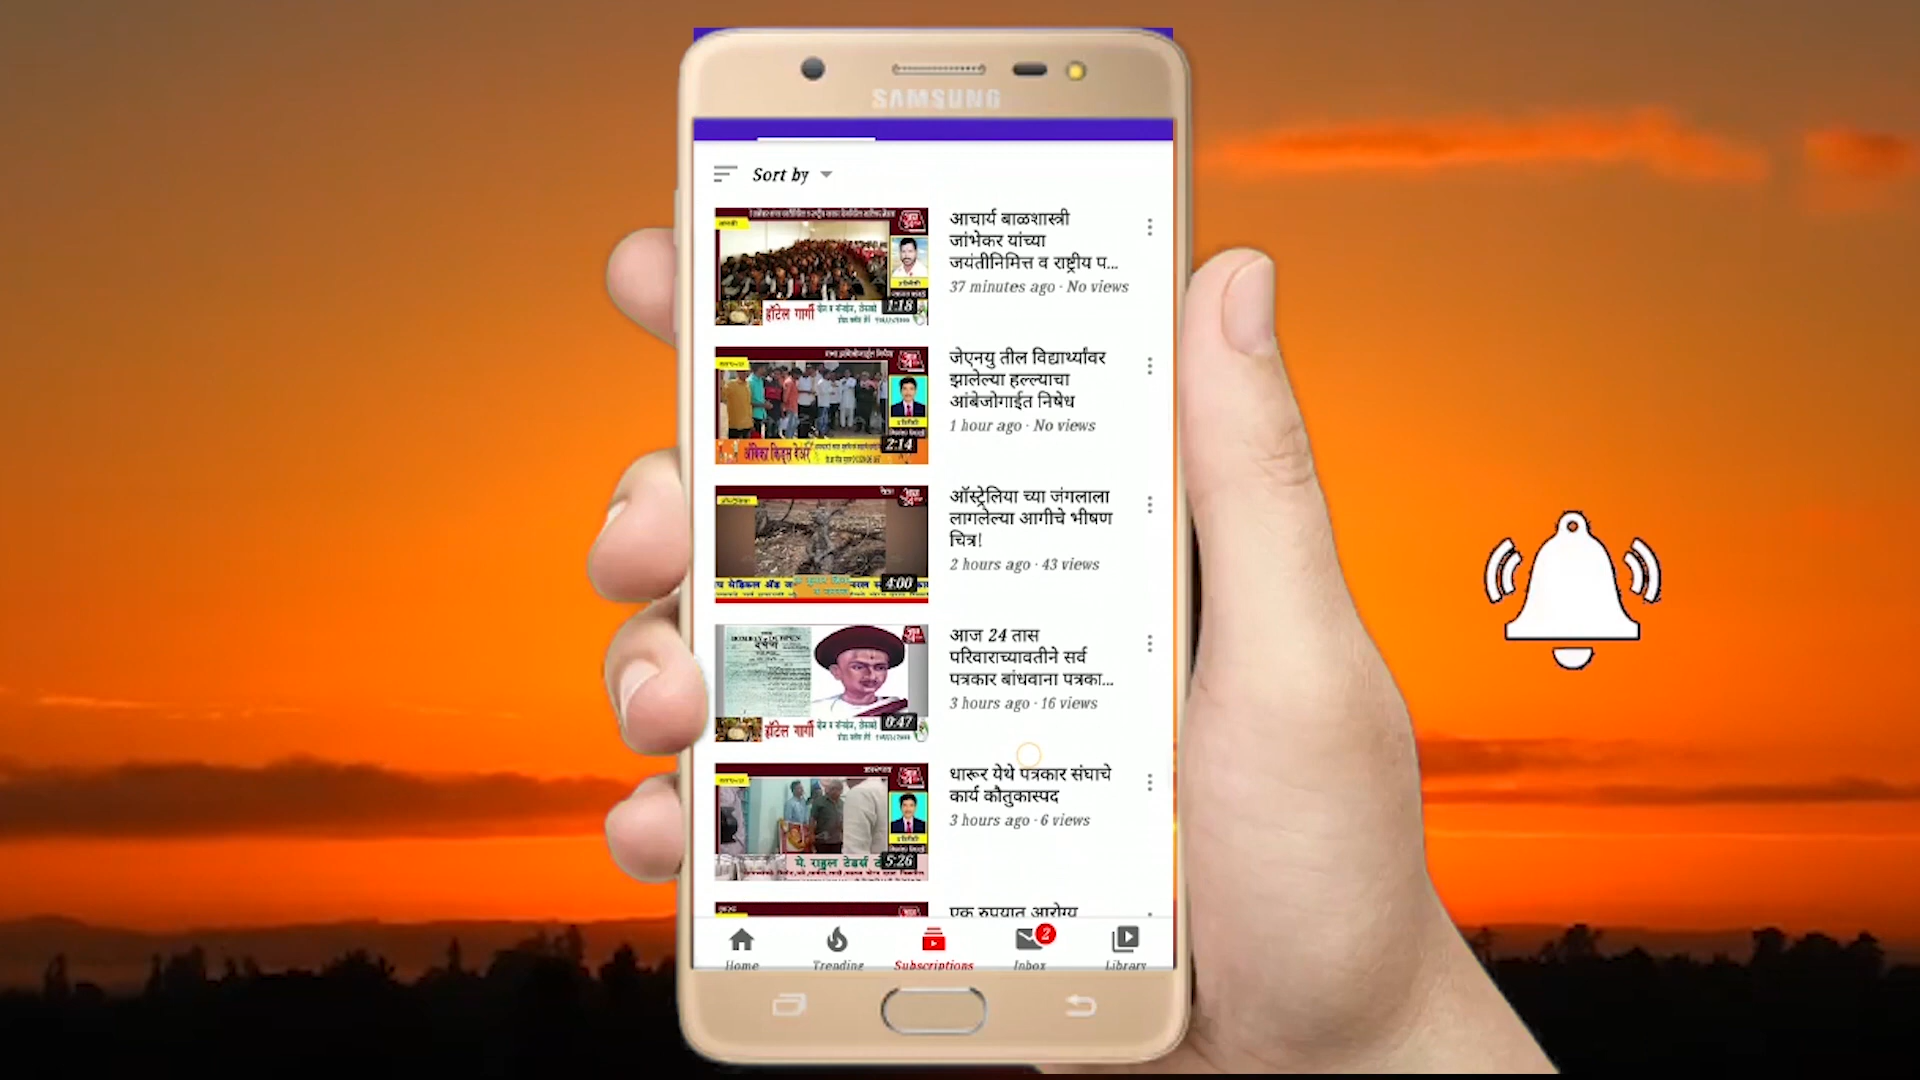 SAMSUNG
Sort by
आचार्य बाळशास्त्री
जांभेकर यांच्या
जयंतीनिमित्त व राष्ट्रीय प...
37 minutes ago · No views
1:18
हॉटेल गार्गी
जेएनयु तील विद्यार्थ्यांवर
झालेल्या हल्ल्याचा
आंबेजोगाईत निषेध
1 hour ago · No views
2:14
अंबिका किड्स वेअर
ऑस्ट्रेलिया च्या जंगलाला
लागलेल्या आगीचे भीषण
चित्र!
2 hours ago · 43 views
4:00
आज 24 तास
परिवाराच्यावतीने सर्व
पत्रकार बांधवाना पत्रका...
3 hours ago · 16 views
0:47
हॉटेल गार्गी
धारूर येथे पत्रकार संघाचे
कार्य कौतुकास्पद
3 hours ago · 6 views
5:26
मे. राहुल टेडर्स
एक रुपयात आरोग्य
Home
Trending
Subscriptions
2
Inbox
Library